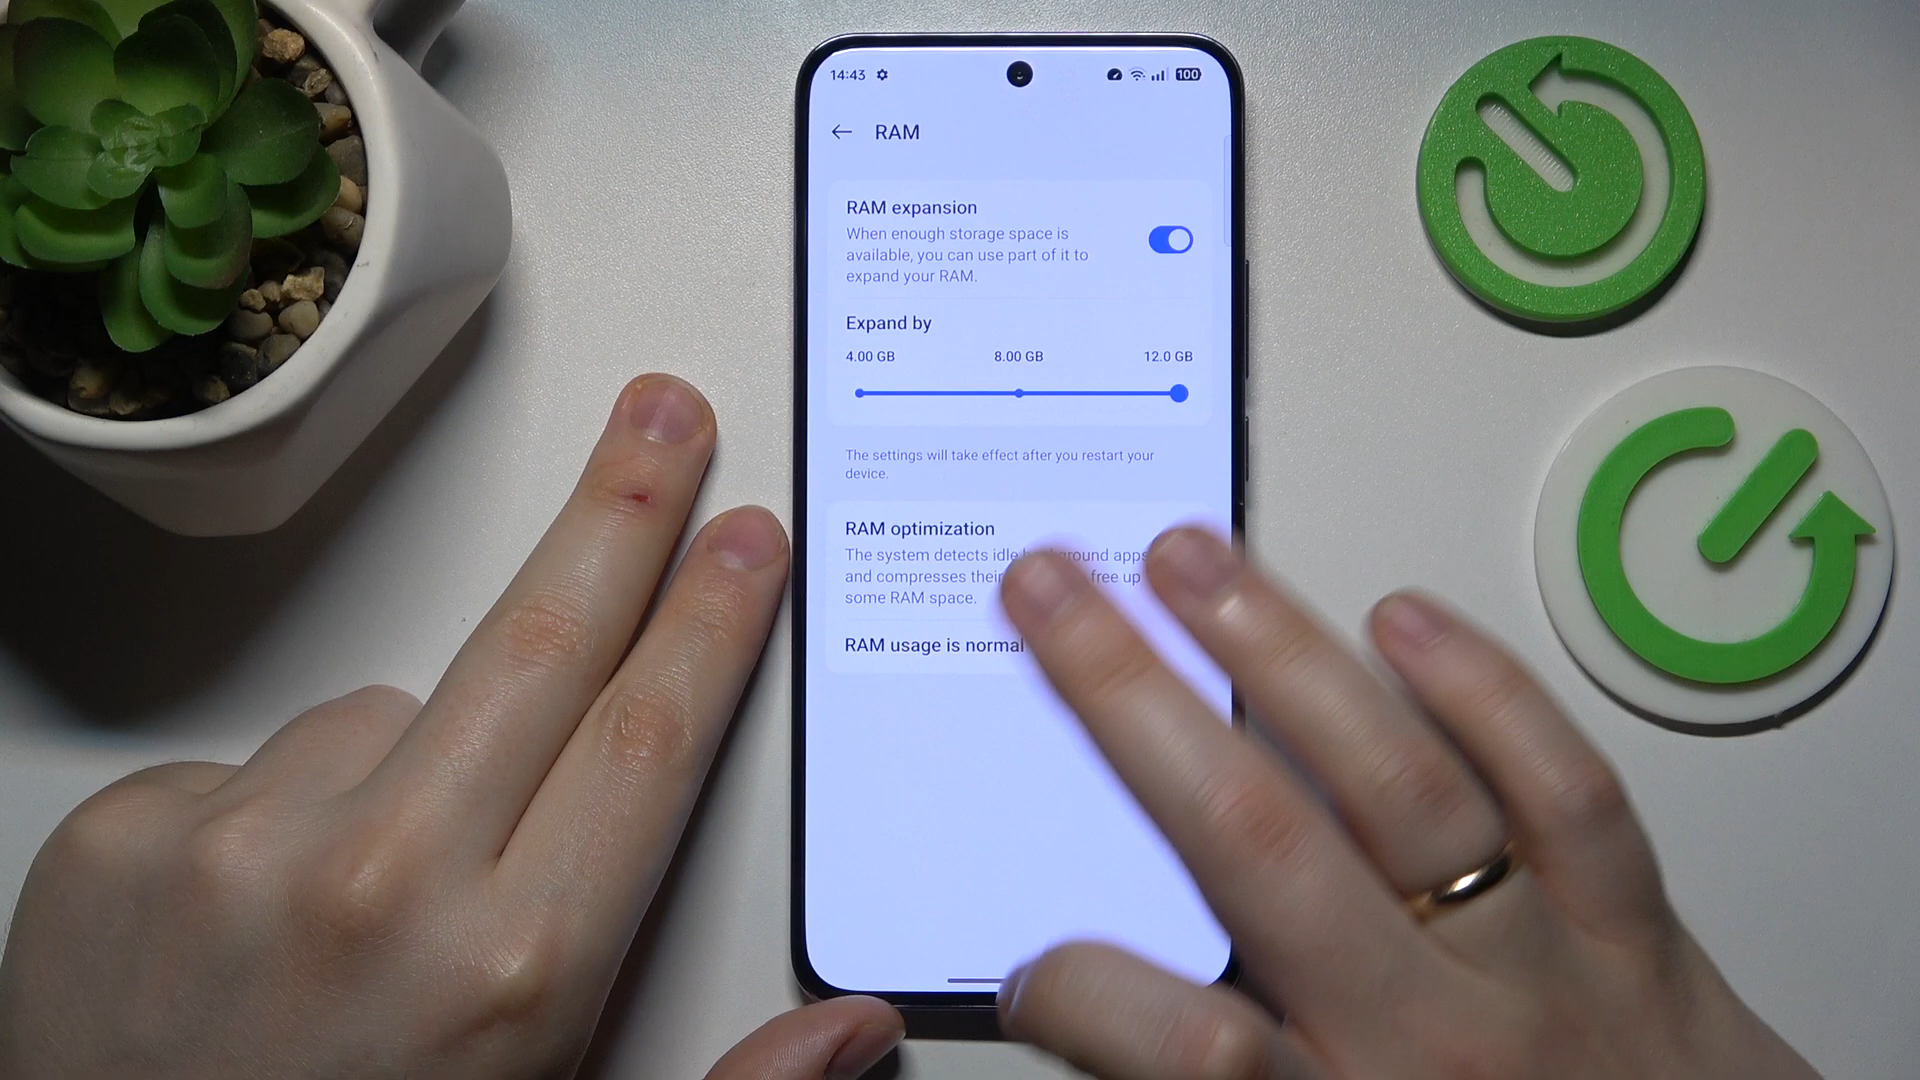 14:43
100
RAM
RAM expansion
When enough storage space is
available, you can use part of it to
expand your RAM.
Expand by
4.00 GB 8.00 GB 12.0 GB
The settings will take effect after you restart your
device.
RAM optimization
The system detects idle background apps
and compresses their free up
some RAM space.
RAM usage is normal